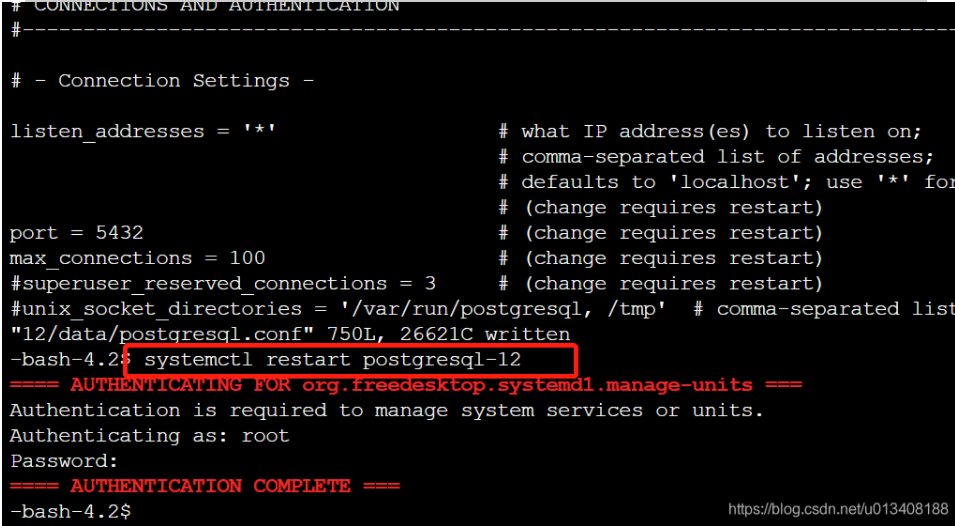 # CONNECTIONS AND AUTHENTICATION
#------------------------------------------------------------------------------
# - Connection Settings -
listen_addresses = '*' # what IP address(es) to listen on;
# comma-separated list of addresses;
# defaults to 'localhost'; use '*' for
# (change requires restart)
port = 5432 # (change requires restart)
max_connections = 100 # (change requires restart)
#superuser_reserved_connections = 3 # (change requires restart)
#unix_socket_directories = '/var/run/postgresql, /tmp' # comma-separated list
"12/data/postgresql.conf" 750L, 26621C written
-bash-4.2$ systemctl restart postgresql-12
==== AUTHENTICATING FOR org.freedesktop.systemd1.manage-units ===
Authentication is required to manage system services or units.
Authenticating as: root
Password:
==== AUTHENTICATION COMPLETE ===
-bash-4.2$
https://blog.csdn.net/u013408188